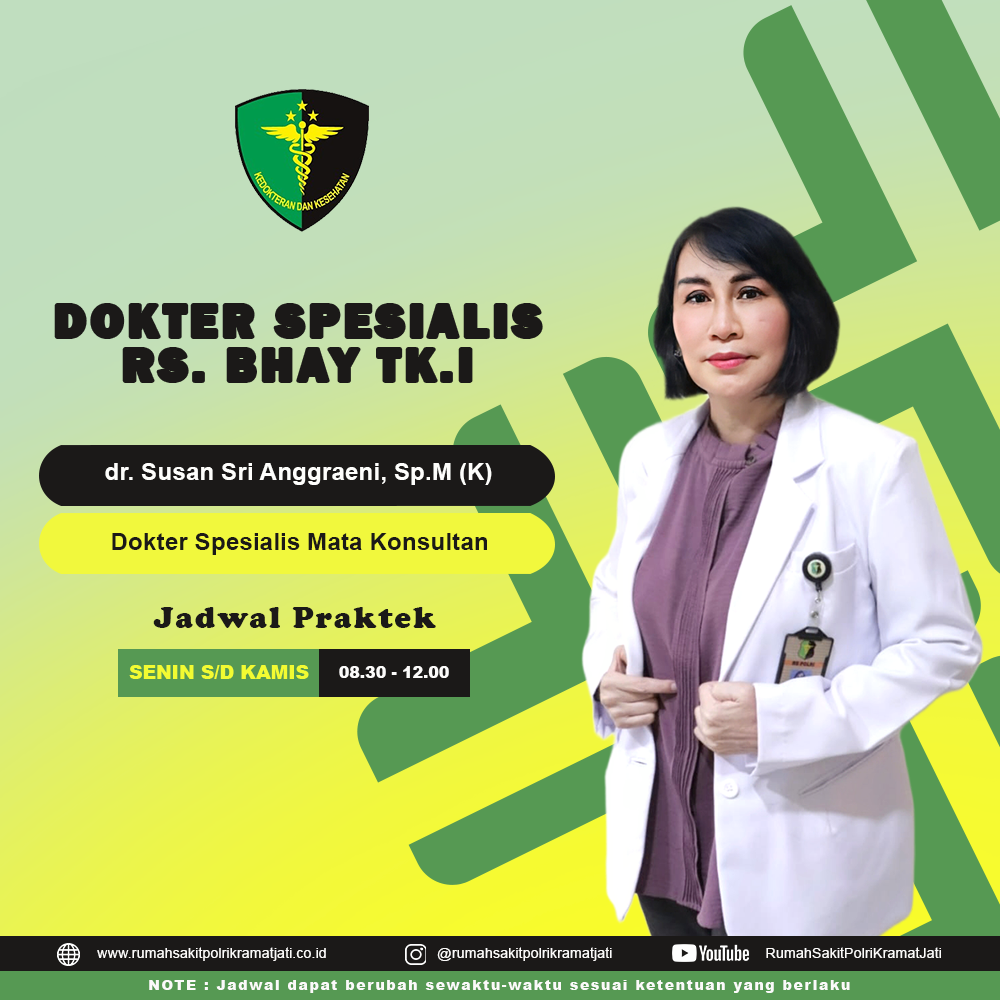 KEDOKTERAN DAN KESEHATAN
DOKTER SPESIALIS
RS. BHAY TK.I
dr. Susan Sri Anggraeni, Sp.M (K)
Dokter Spesialis Mata Konsultan
Jadwal Praktek
SENIN S/D KAMIS 08.30 - 12.00
RS POLRI
www.rumahsakitpolrikramatjati.co.id @rumahsakitpolrikramatjati YouTube RumahSakitPolriKramatJati
NOTE : Jadwal dapat berubah sewaktu-waktu sesuai ketentuan yang berlaku